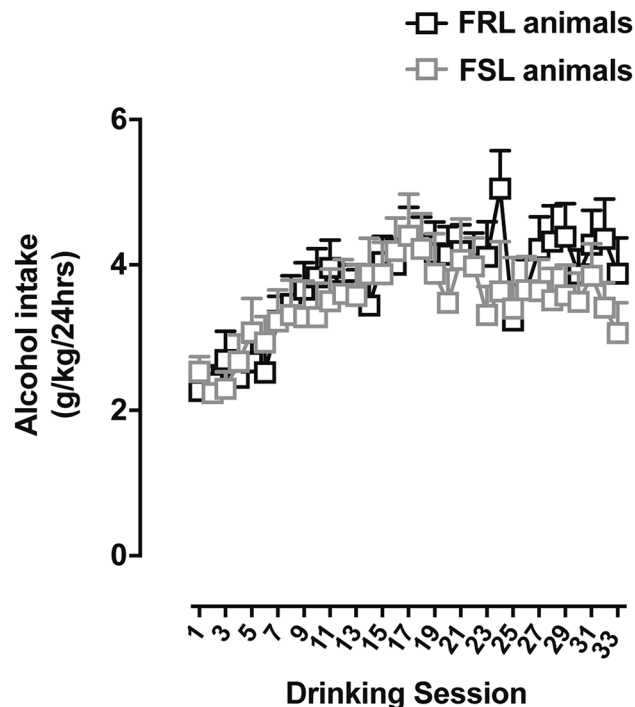 FRL animals
FSL animals
6
4
2
0
Alcohol intake
(g/kg/24hrs)
1 3 5 7 9 11 13 15 17 19 21 23 25 27 29 31 33
Drinking Session